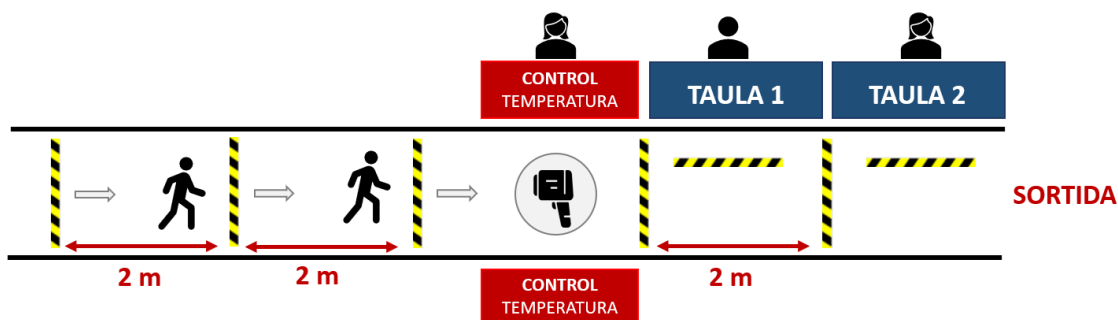 CONTROL
TEMPERATURA
TAULA 1
TAULA 2
SORTIDA
2 m
2 m
2 m
CONTROL
TEMPERATURA